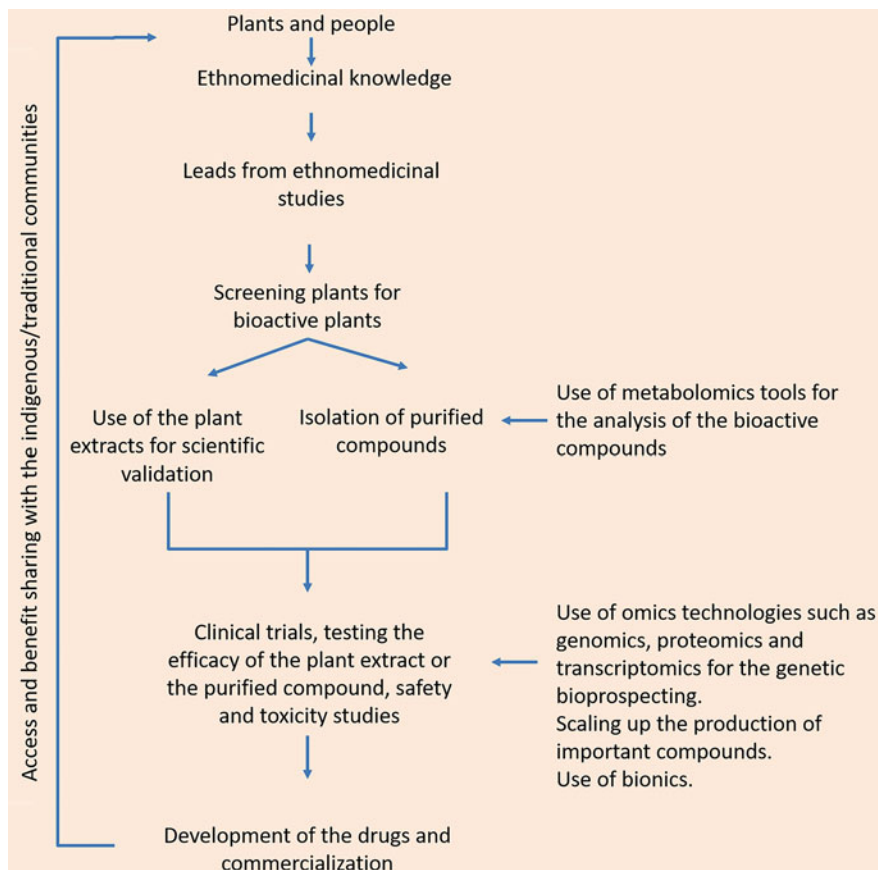 Plants and people
Ethnomedicinal knowledge
Leads from ethnomedicinal
studies
Screening plants for
bioactive plants
Use of the plant
extracts for scientific
validation
Isolation of purified
compounds
Use of metabolomics tools for
the analysis of the bioactive
compounds
Clinical trials, testing the
efficacy of the plant extract or
the purified compound, safety
and toxicity studies
Use of omics technologies such as
genomics, proteomics and
transcriptomics for the genetic
bioprospecting.
Scaling up the production of
important compounds.
Use of bionics.
Development of the drugs and
commercialization
Access and benefit sharing with the indigenous/traditional communities